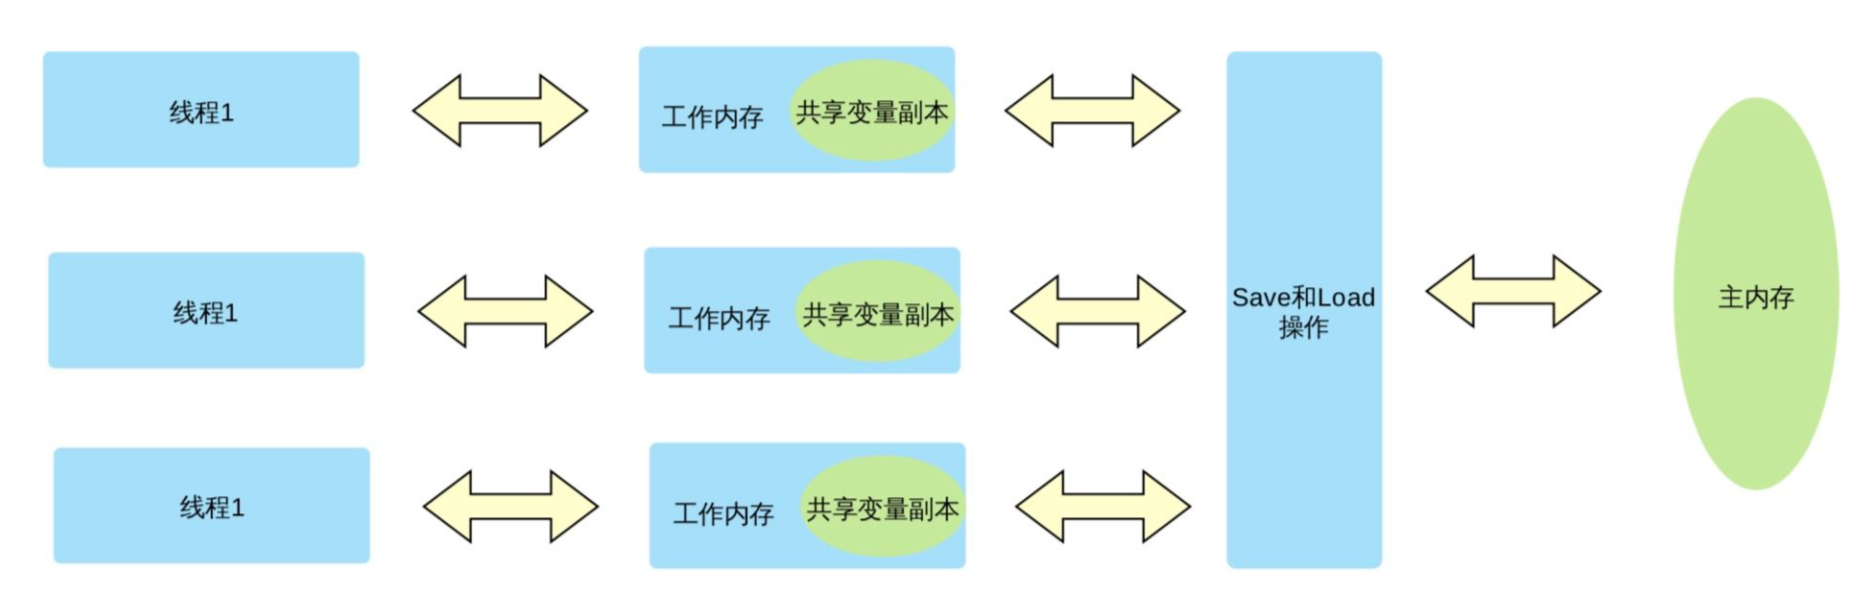 线程1
工作内存
共享变量副本
线程1
工作内存
共享变量副本
线程1
工作内存
共享变量副本
Save和Load
操作
主内存